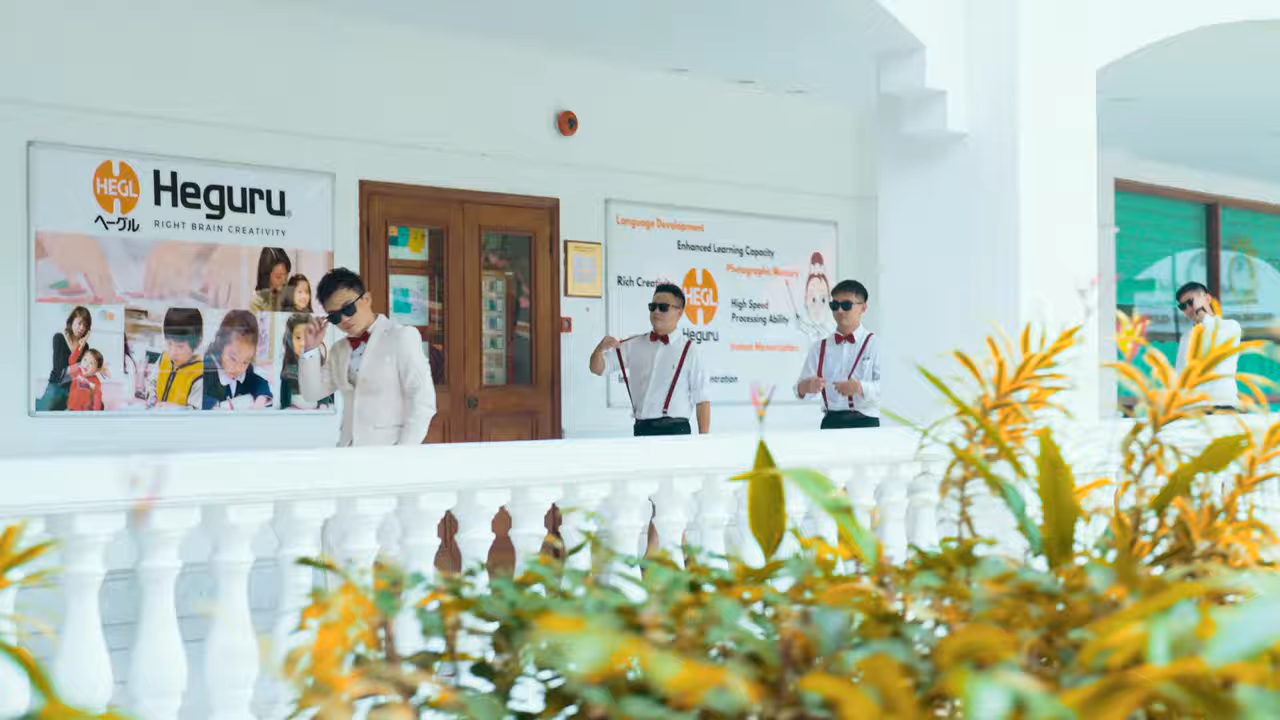 HEGL
ヘーグル
Heguru®
RIGHT BRAIN CREATIVITY
Language Development
Enhanced Learning Capacity
Photographic Memory
Rich
HEGL
Heguru
High Speed
Processing Ability